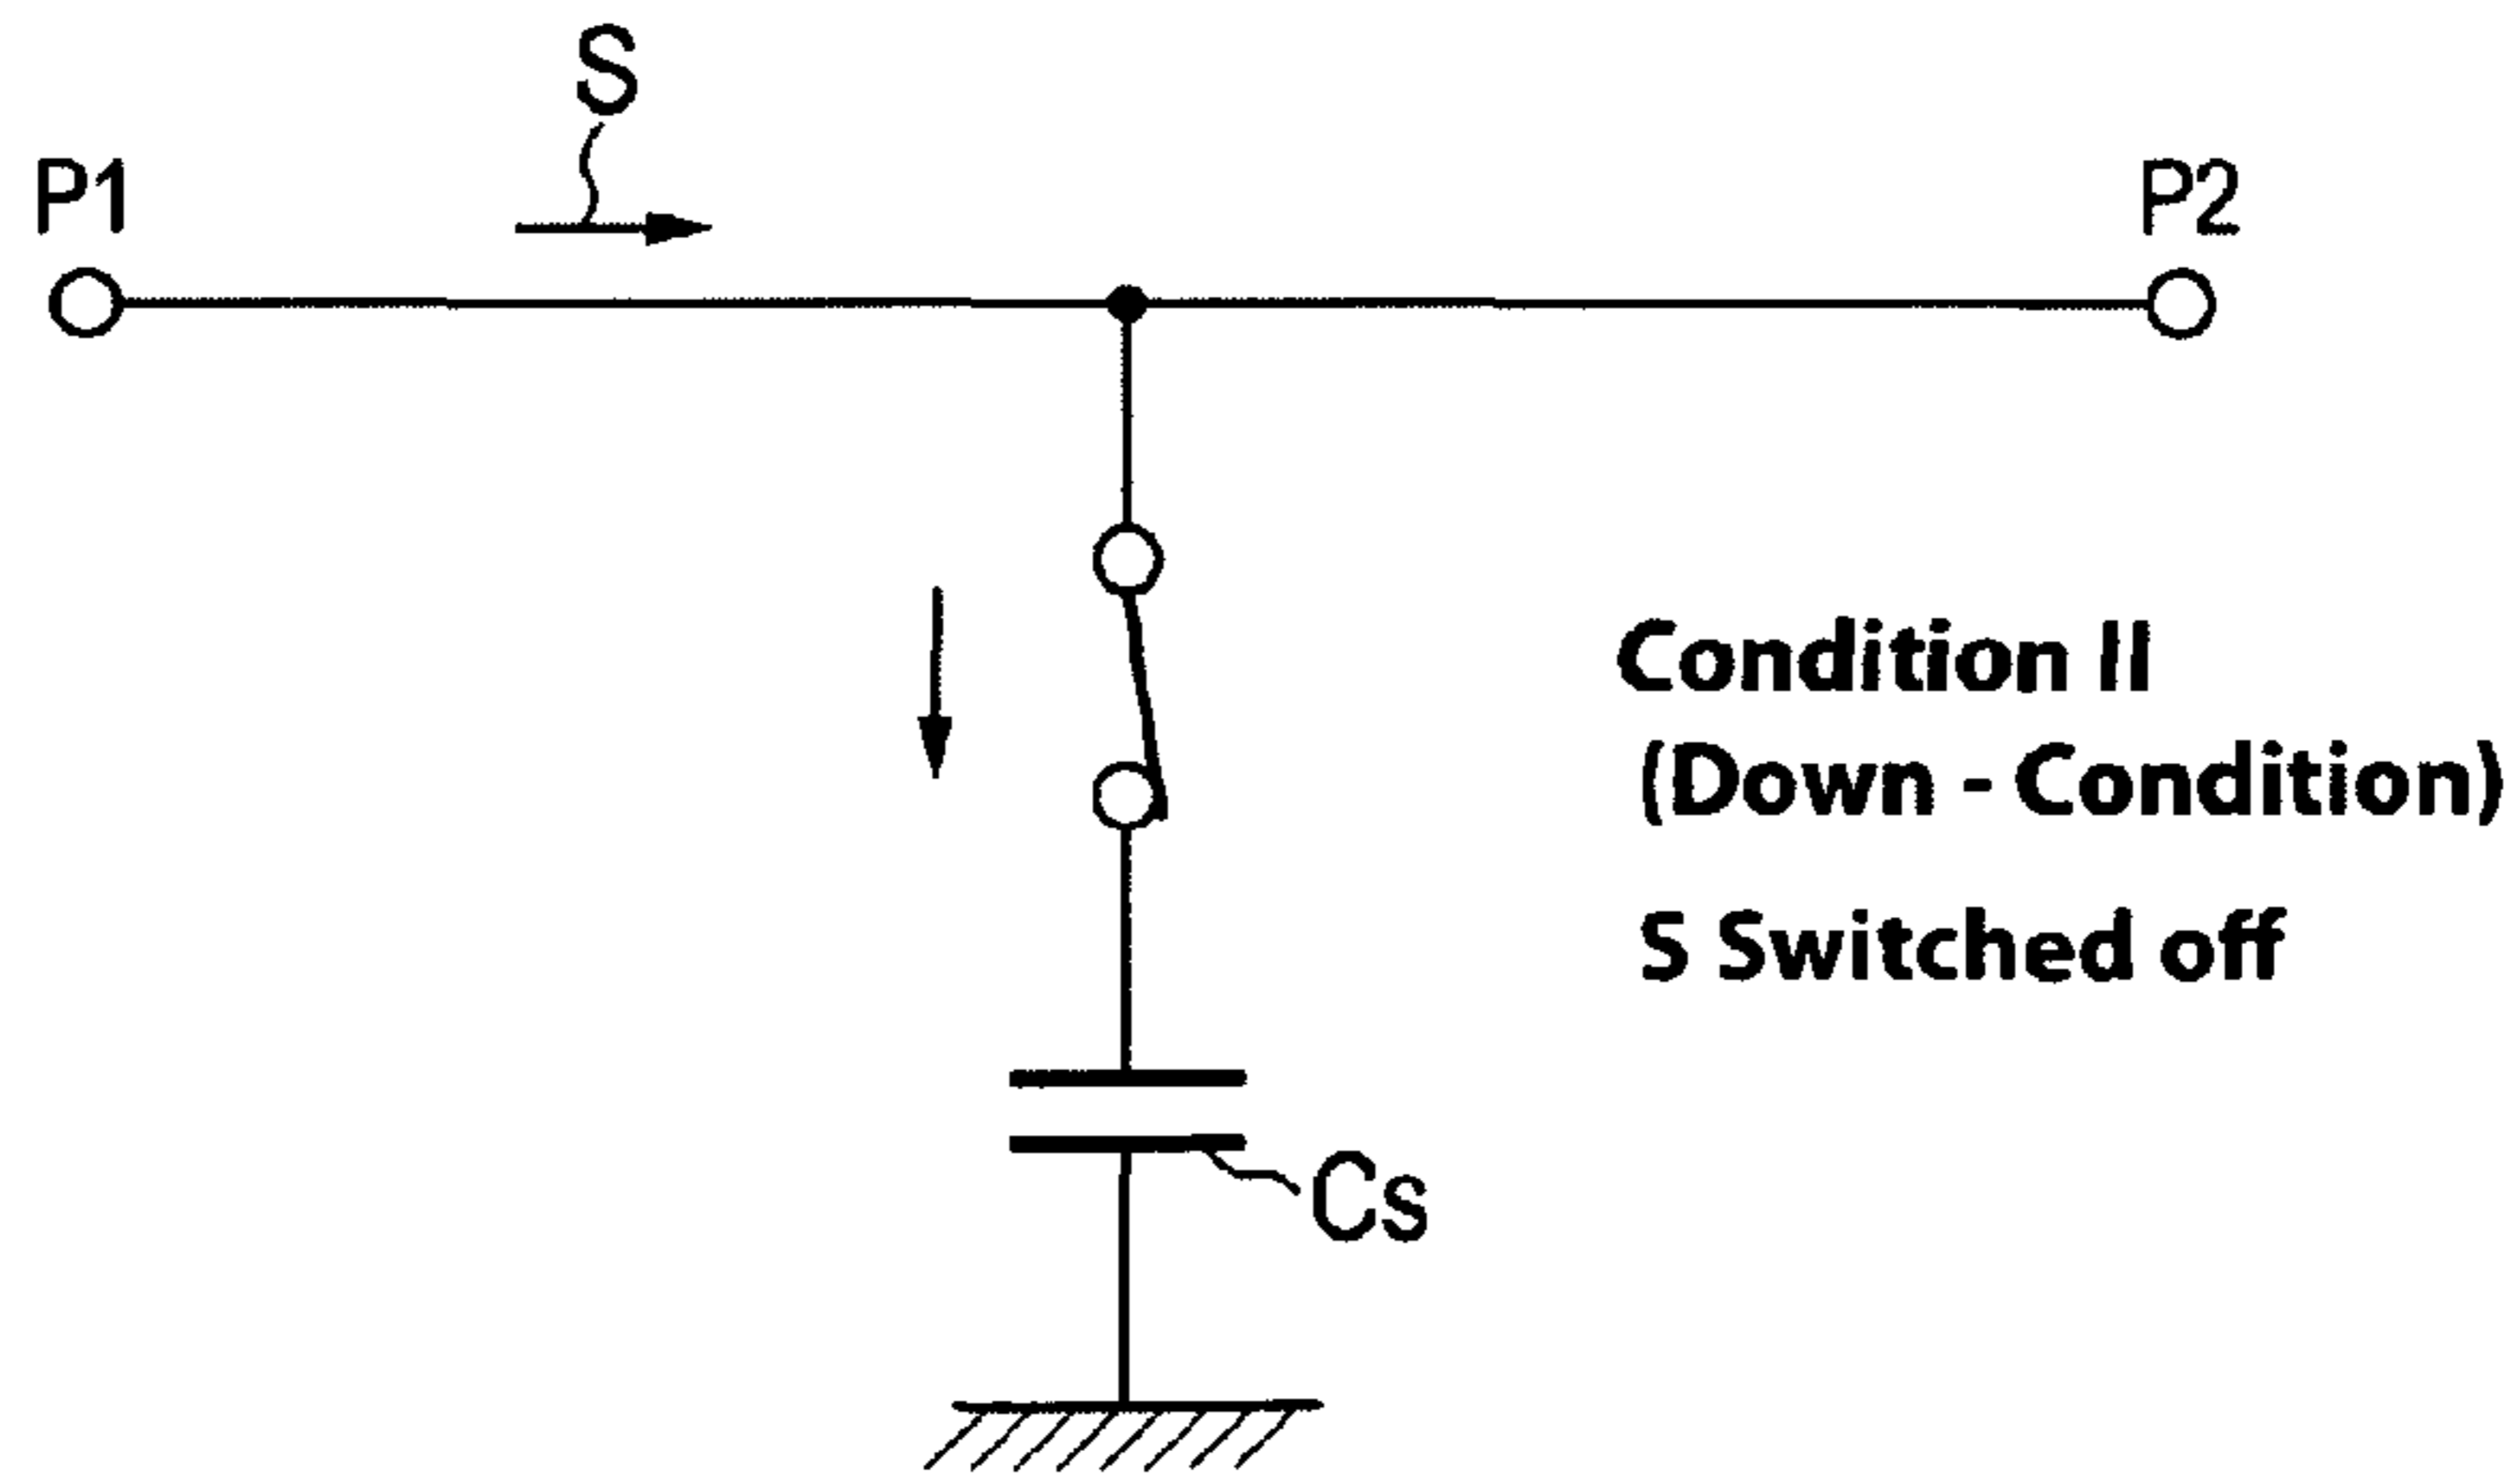 S
P1
P2
Condition II
(Down - Condition)
S Switched off
Cs